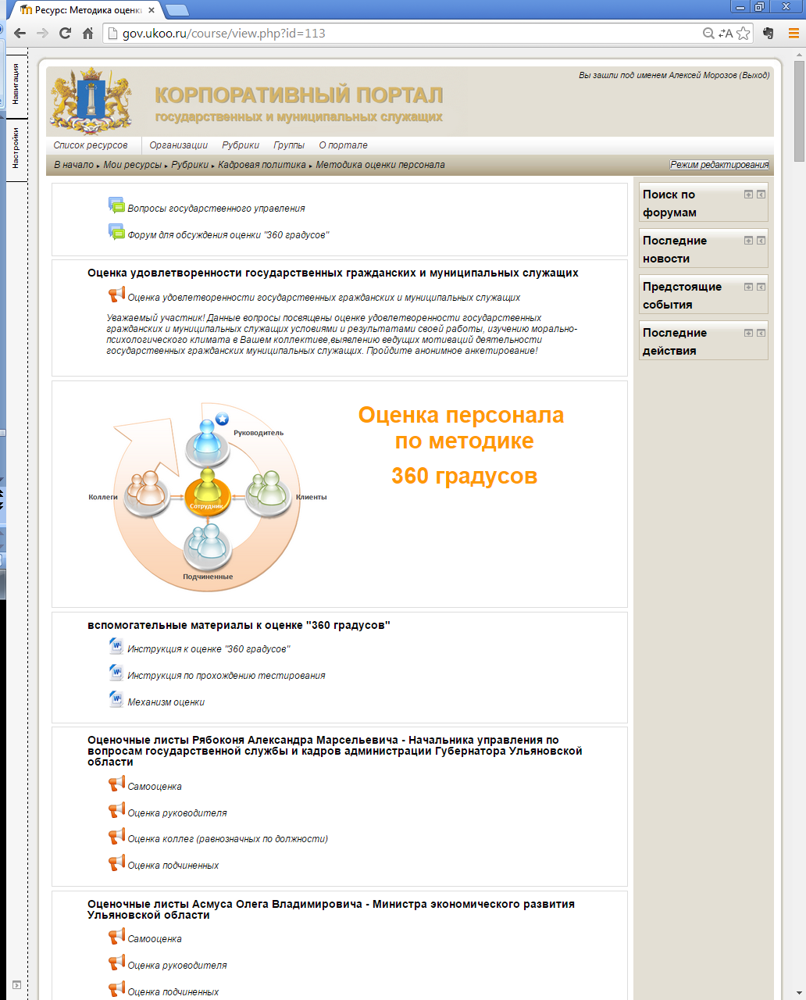 Ресурс: Методика оценки
gov.ukoo.ru/course/view.php?id=113
Навигация
Настройки
Вы зашли под именем Алексей Морозов (Выход)
КОРПОРАТИВНЫЙ ПОРТАЛ
государственных и муниципальных служащих
Список ресурсов Организации Рубрики Группы О портале
В начало ► Мои ресурсы ► Рубрики ► Кадровая политика ► Методика оценки персонала
Режим редактирования
Вопросы государственного управления
Форум для обсуждения оценки "360 градусов"
Оценка удовлетворенности государственных гражданских и муниципальных служащих
Оценка удовлетворенности государственных гражданских и муниципальных служащих
Уважаемый участник! Данные вопросы посвящены оценке удовлетворенности государственных
гражданских и муниципальных служащих условиями и результатами своей работы, изучению морально-
психологического климата в Вашем коллективе,выявлению ведущих мотиваций деятельности
государственных гражданских муниципальных служащих. Пройдите анонимное анкетирование!
Руководитель
Коллеги
Сотрудник
Клиенты
Подчиненные
Оценка персонала
по методике
360 градусов
вспомогательные материалы к оценке "360 градусов"
Инструкция к оценке "360 градусов"
Инструкция по прохождению тестирования
Механизм оценки
Оценочные листы Рябоконя Александра Марсельевича - Начальника управления по
вопросам государственной службы и кадров администрации Губернатора Ульяновской
области
Самооценка
Оценка руководителя
Оценка коллег (равнозначных по должности)
Оценка подчиненных
Оценочные листы Асмуса Олега Владимировича - Министра экономического развития
Ульяновской области
Самооценка
Оценка руководителя
Оценка подчиненных
Поиск по
форумам
Последние
новости
Предстоящие
события
Последние
действия